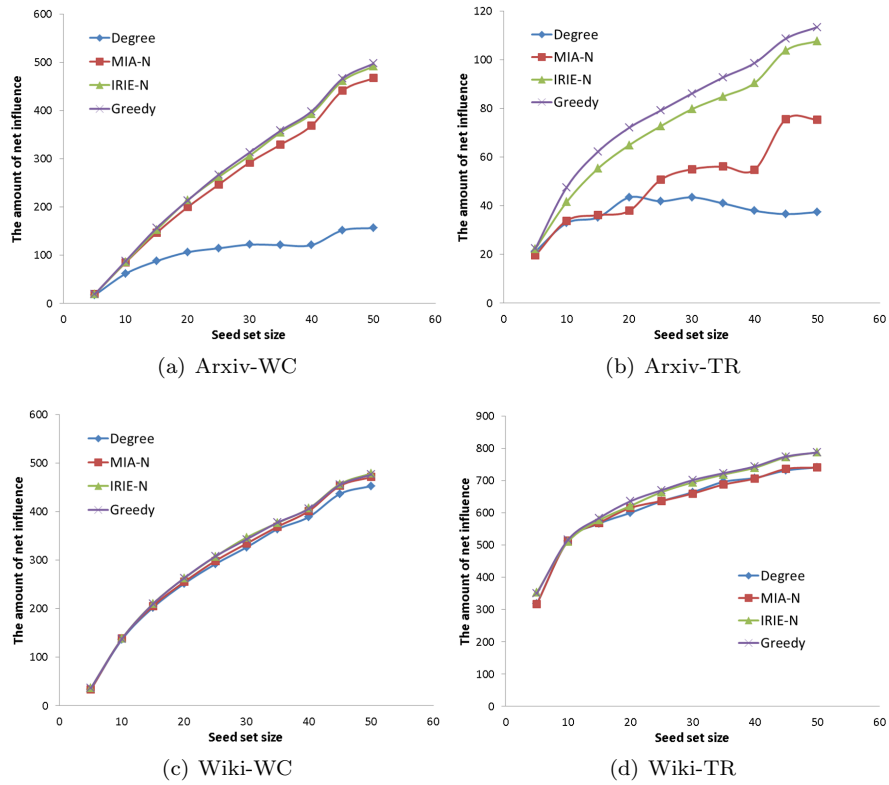 The amount of net influence
600
500
400
300
200
100
0
Degree
MIA-N
IRIE-N
Greedy
0 10 20 30 40 50 60
Seed set size
(a) Arxiv-WC
The amount of net influence
120
100
80
60
40
20
0
Degree
MIA-N
IRIE-N
Greedy
0 10 20 30 40 50 60
Seed set size
(b) Arxiv-TR
The amount of net influence
600
500
400
300
200
100
0
Degree
MIA-N
IRIE-N
Greedy
0 10 20 30 40 50 60
Seed set size
(c) Wiki-WC
The amount of net influence
900
800
700
600
500
400
300
200
100
0
Degree
MIA-N
IRIE-N
Greedy
0 10 20 30 40 50 60
Seed set size
(d) Wiki-TR